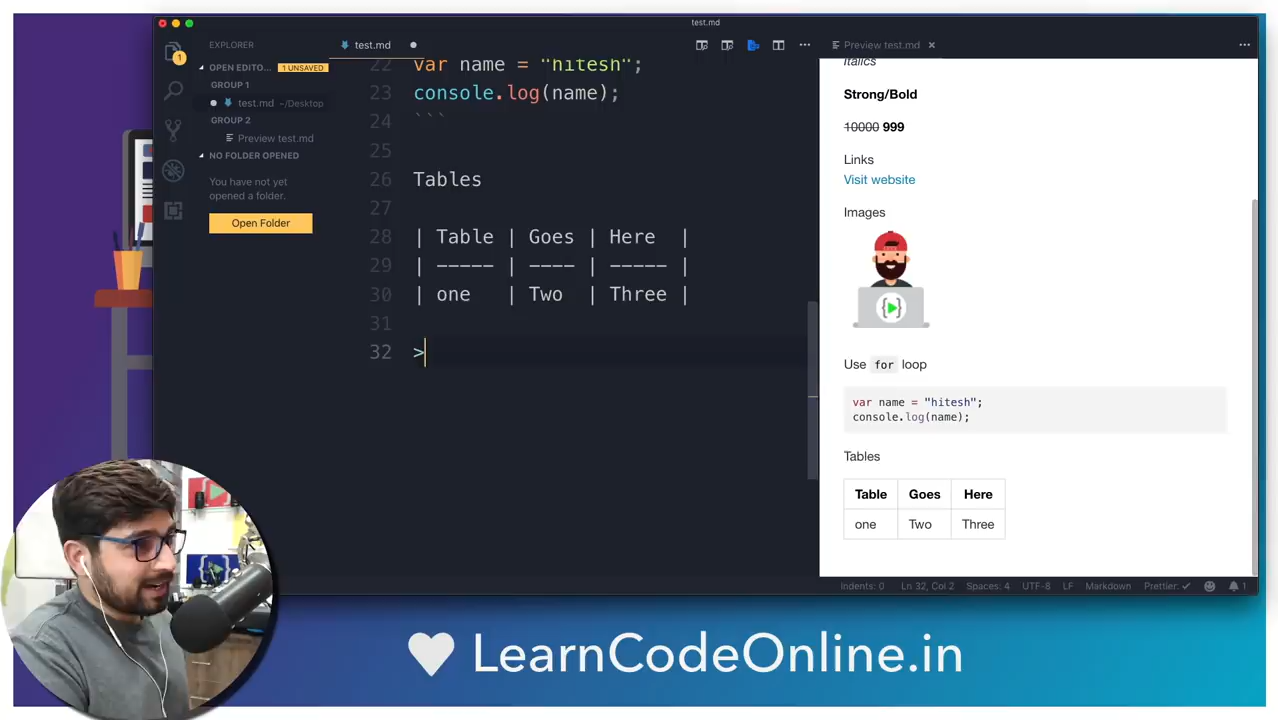 test.md
EXPLORER
OPEN EDITO... 1 UNSAVED
GROUP 1
test.md ~/Desktop
GROUP 2
Preview test.md
NO FOLDER OPENED
You have not yet
opened a folder.
Open Folder
1
test.md
22 var name = "hitesh";
23 console.log(name);
24 ```
25
26 Tables
27
28 | Table | Goes | Here |
29 | ----- | ---- | ----- |
30 | one | Two | Three |
31
32 >
Preview test.md
Italics
Strong/Bold
10000 999
Links
Visit website
Images
Use for loop
var name = "hitesh";
console.log(name);
Tables
Table Goes Here
one Two Three
Indents: 0 Ln 32, Col 2 Spaces: 4 UTF-8 LF Markdown Prettier: ✓ 1
LearnCodeOnline.in